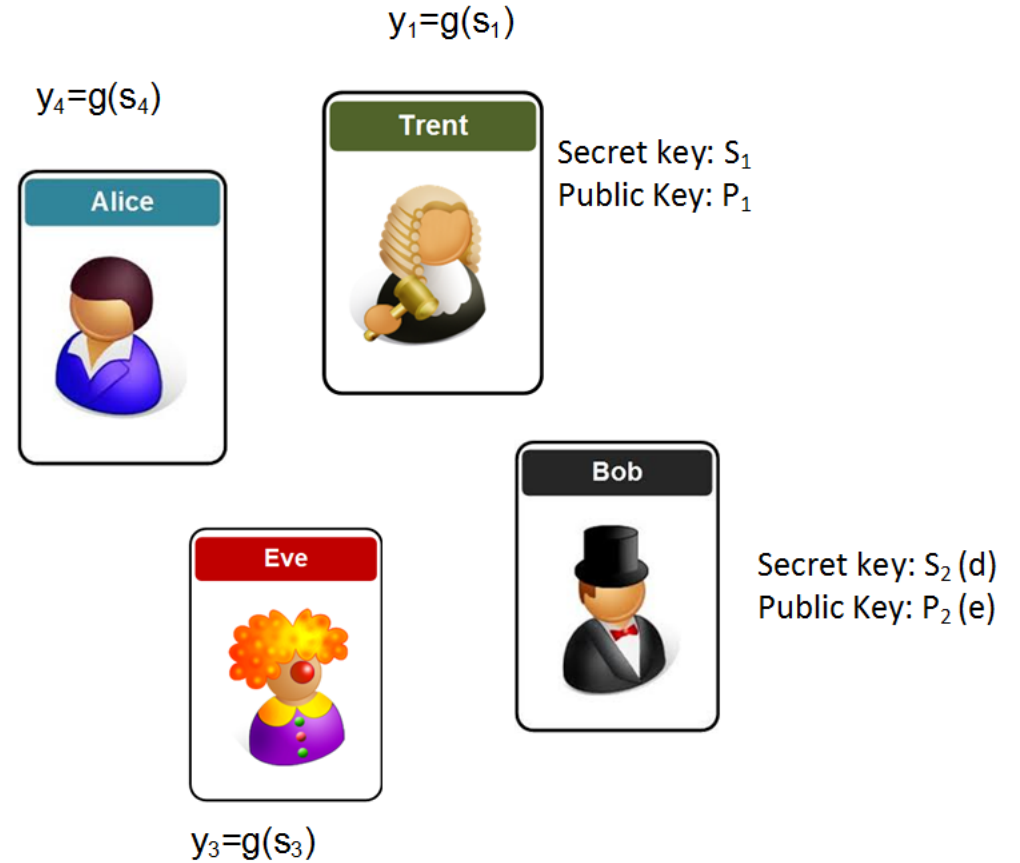 y₁=g(s₁)
y₄=g(s₄)
Trent
Secret key: S₁
Public Key: P₁
Alice
Bob
Eve
Secret key: S₂ (d)
Public Key: P₂ (e)
y₃=g(s₃)